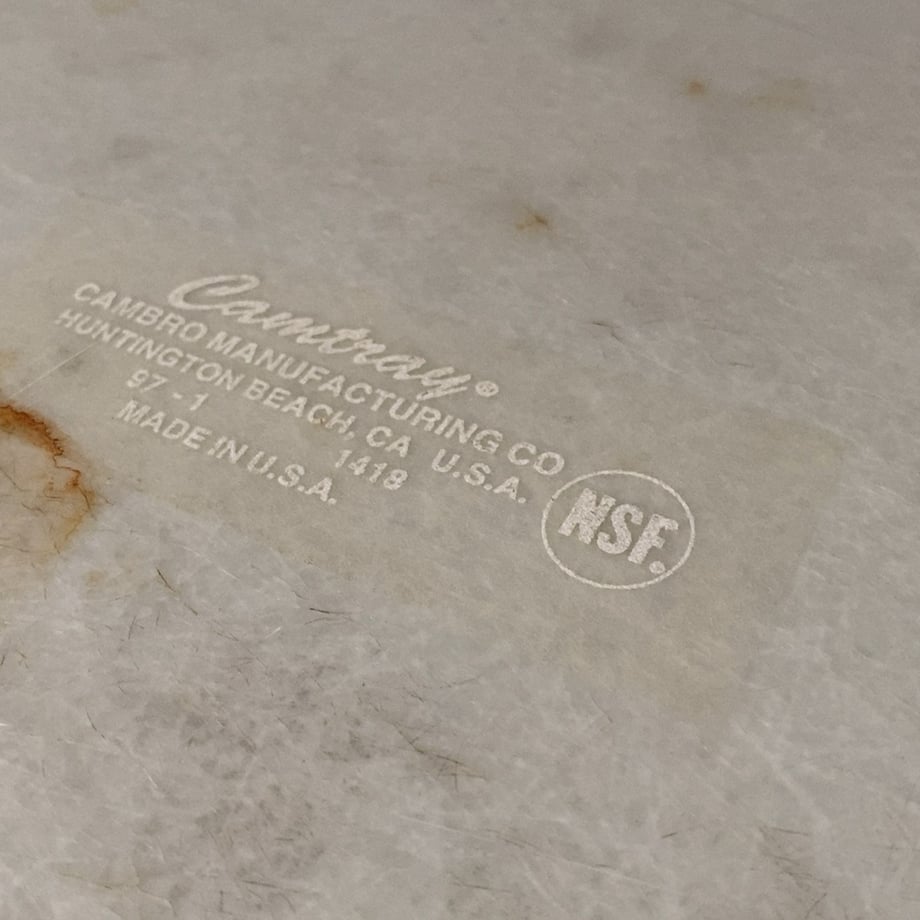 Camtray®
CAMBRO MANUFACTURING CO
HUNTINGTON BEACH, CA U.S.A.
97 -1 1418
MADE IN U.S.A.
NSF.